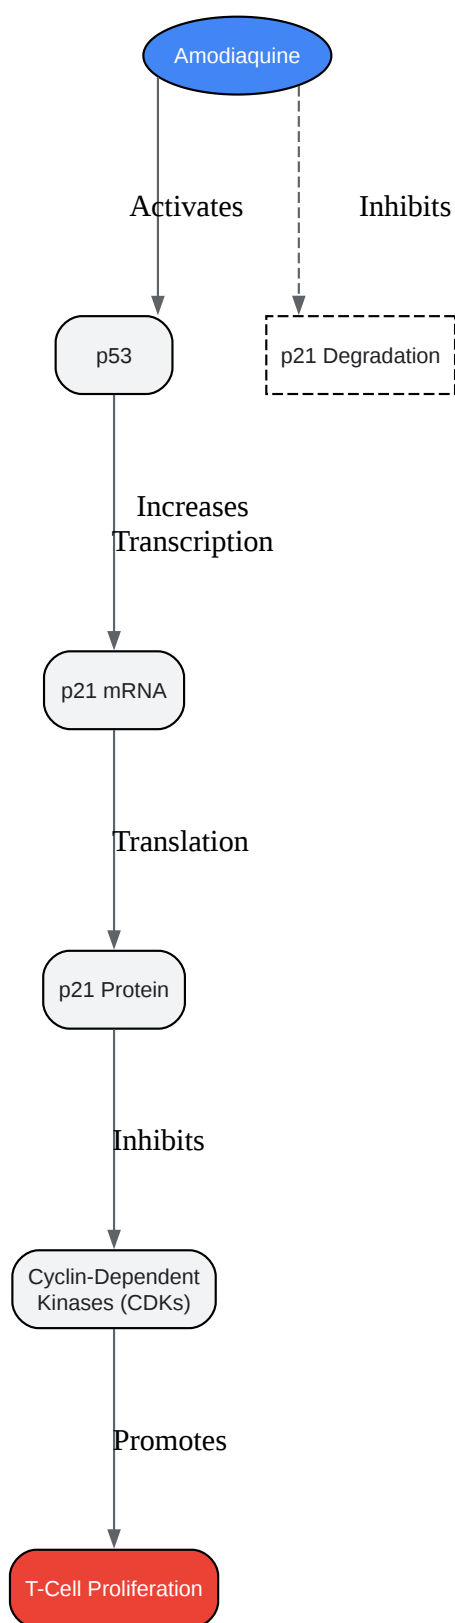 Amodiaquine
Activates
Inhibits
p53
p21 Degradation
Increases
Transcription
p21 mRNA
Translation
p21 Protein
Inhibits
Cyclin-Dependent
Kinases (CDKs)
Promotes
T-Cell Proliferation